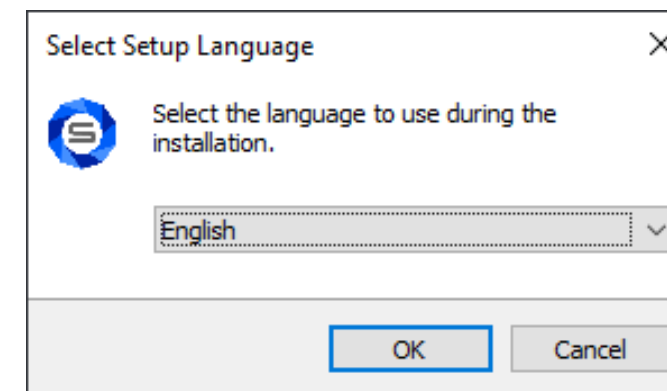 Select Setup Language
Select the language to use during the
installation.
English
OK
Cancel